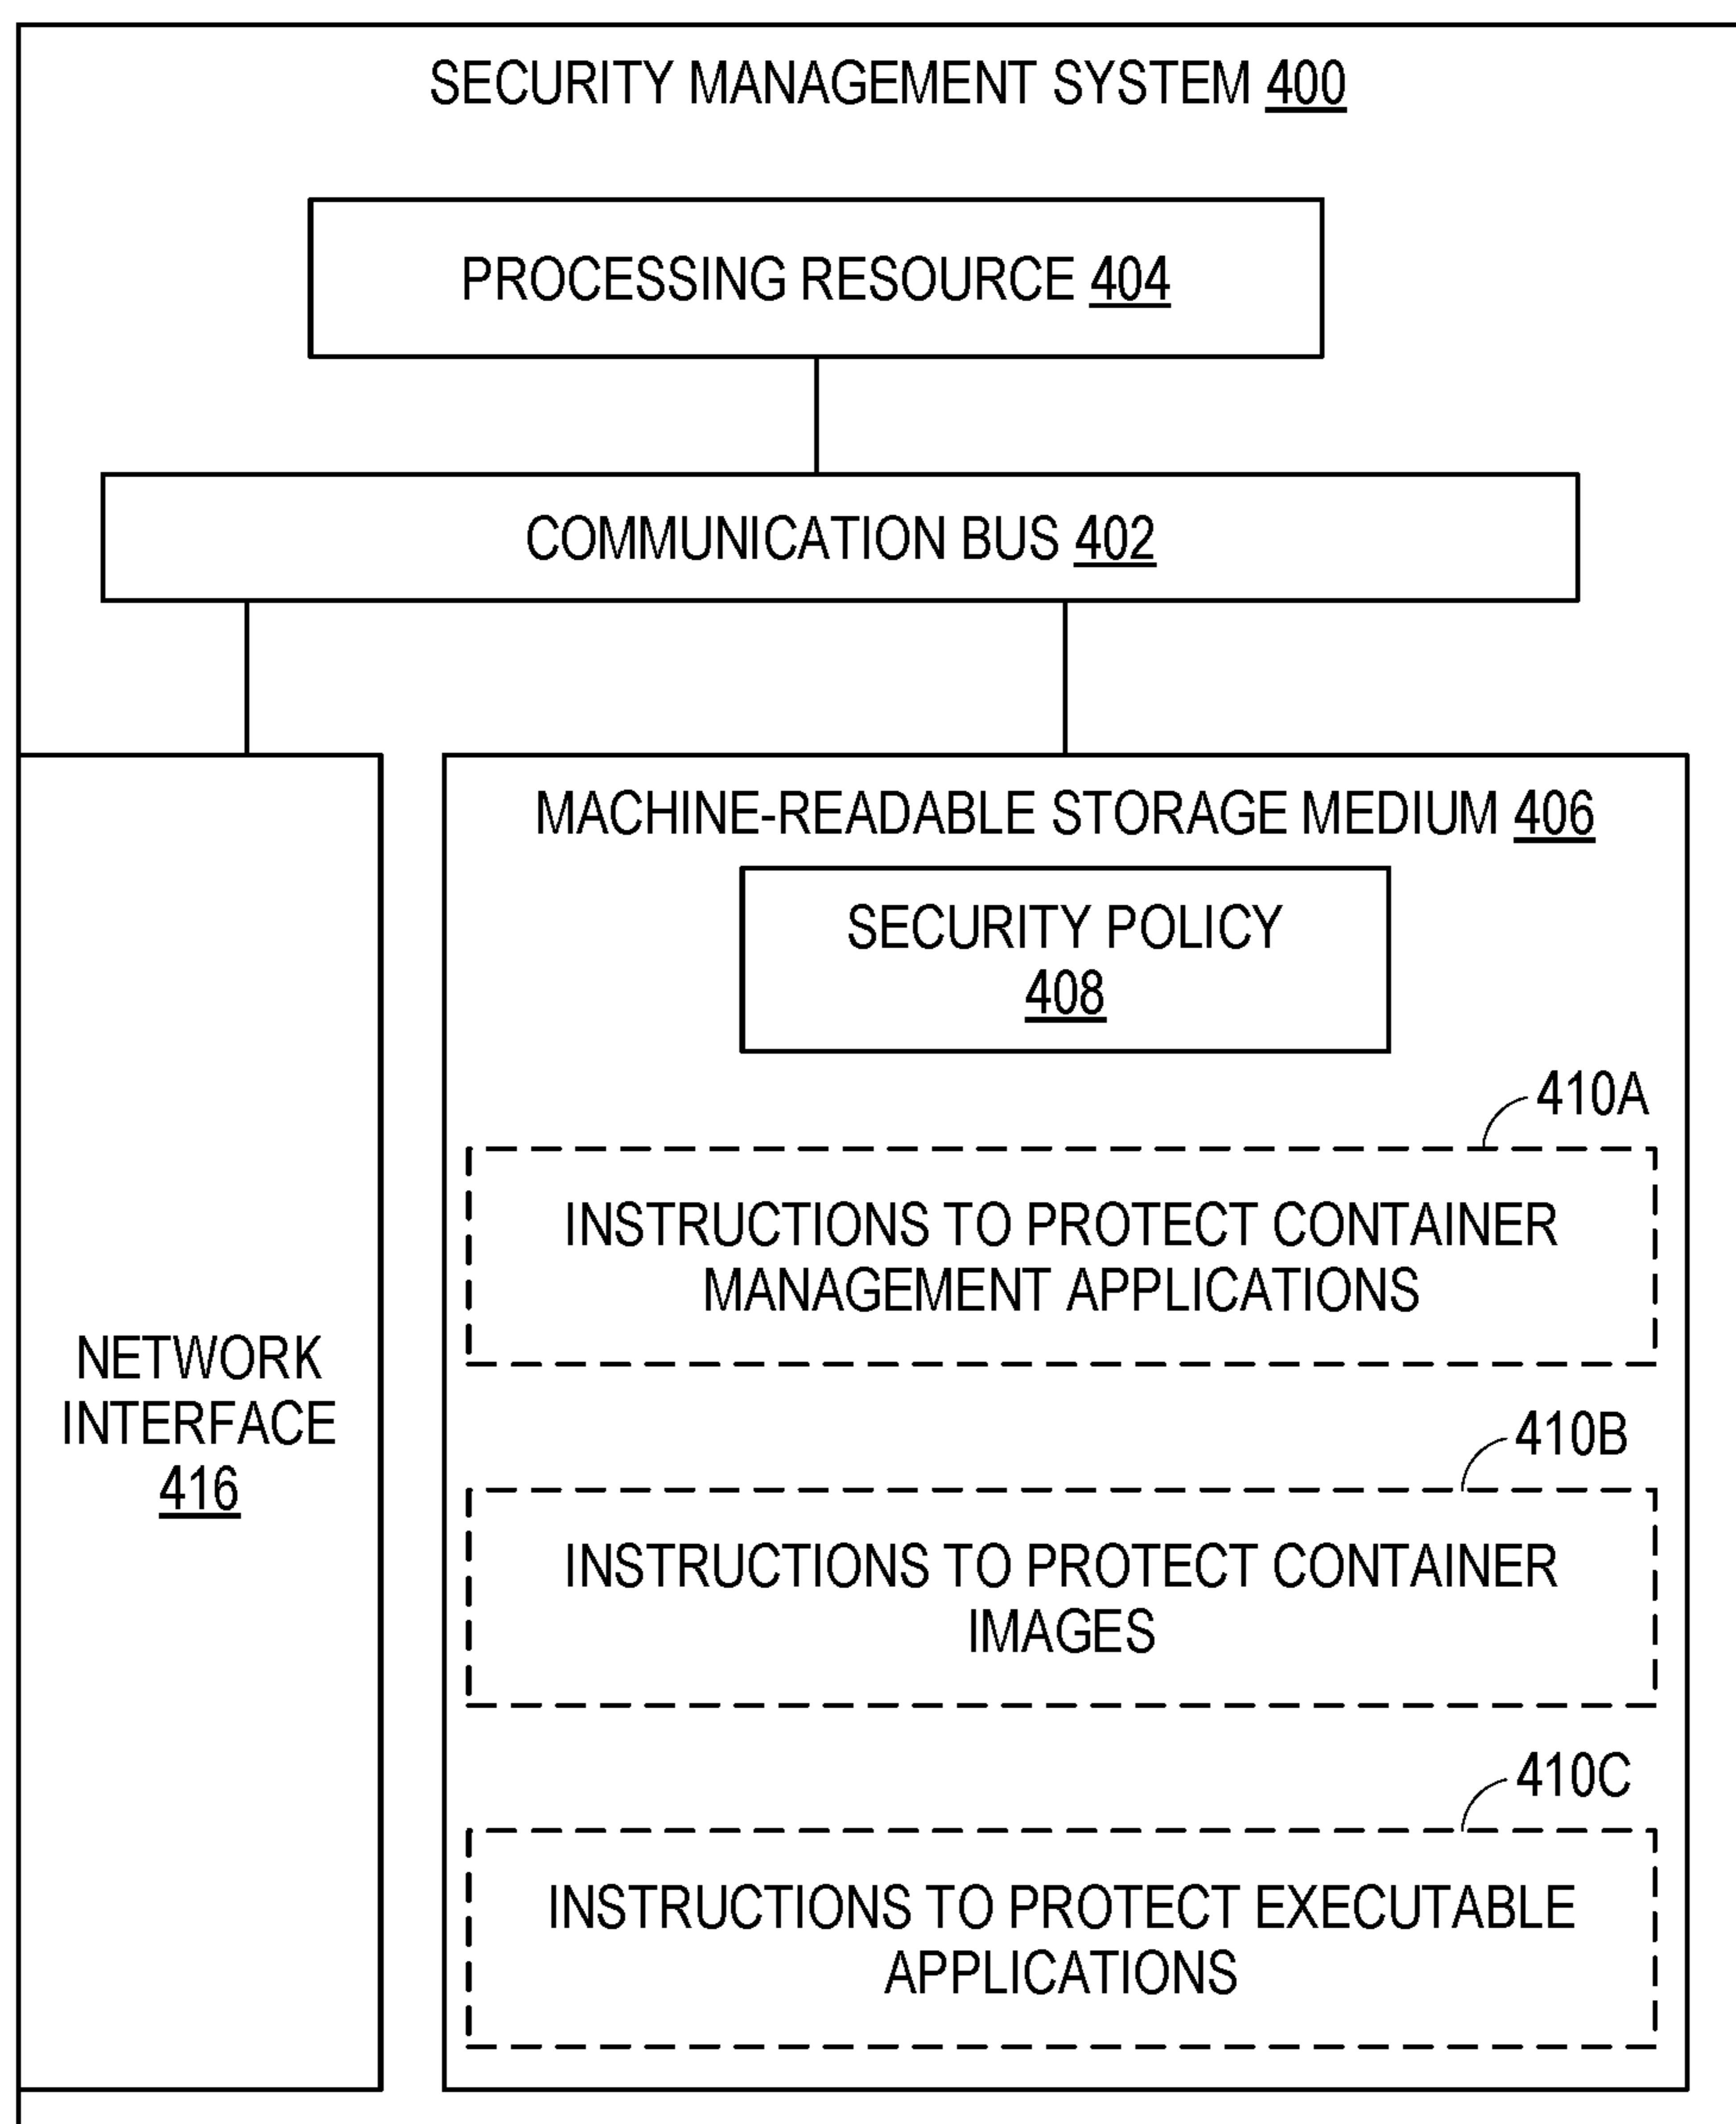 SECURITY MANAGEMENT SYSTEM 400
PROCESSING RESOURCE 404
COMMUNICATION BUS 402
MACHINE-READABLE STORAGE MEDIUM 406
SECURITY POLICY
408
410A
INSTRUCTIONS TO PROTECT CONTAINER
MANAGEMENT APPLICATIONS
NETWORK
INTERFACE
416
410B
INSTRUCTIONS TO PROTECT CONTAINER
IMAGES
410C
INSTRUCTIONS TO PROTECT EXECUTABLE
APPLICATIONS